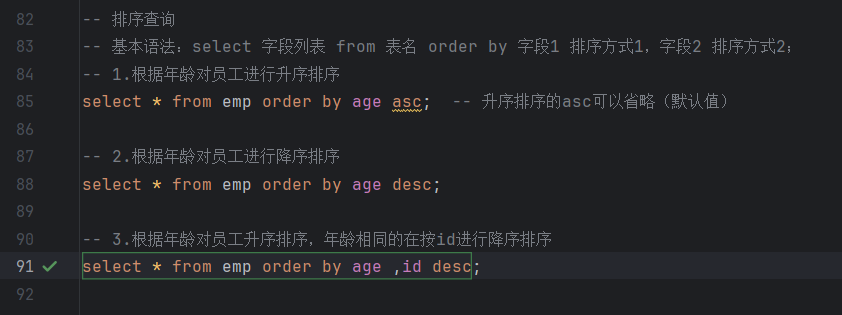 82 -- 排序查询
83 -- 基本语法：select 字段列表 from 表名 order by 字段1 排序方式1，字段2 排序方式2；
84 -- 1.根据年龄对员工进行升序排序
85 select * from emp order by age asc;  -- 升序排序的asc可以省略（默认值）
86
87 -- 2.根据年龄对员工进行降序排序
88 select * from emp order by age desc;
89
90 -- 3.根据年龄对员工升序排序，年龄相同的在按id进行降序排序
91 select * from emp order by age ,id desc;
92